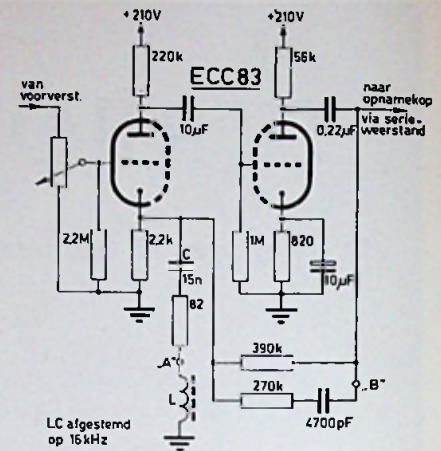 +210V
+210V
220k
ECC83
56k
van
voorverst.
10µF
0,22µF
naar
opnamekop
via serie-
weerstand
2,2M
2,2k
C
15n
1M
820
10µF
82
„A"
390k
L
270k
„B"
4700pF
LC afgestemd
op 16kHz